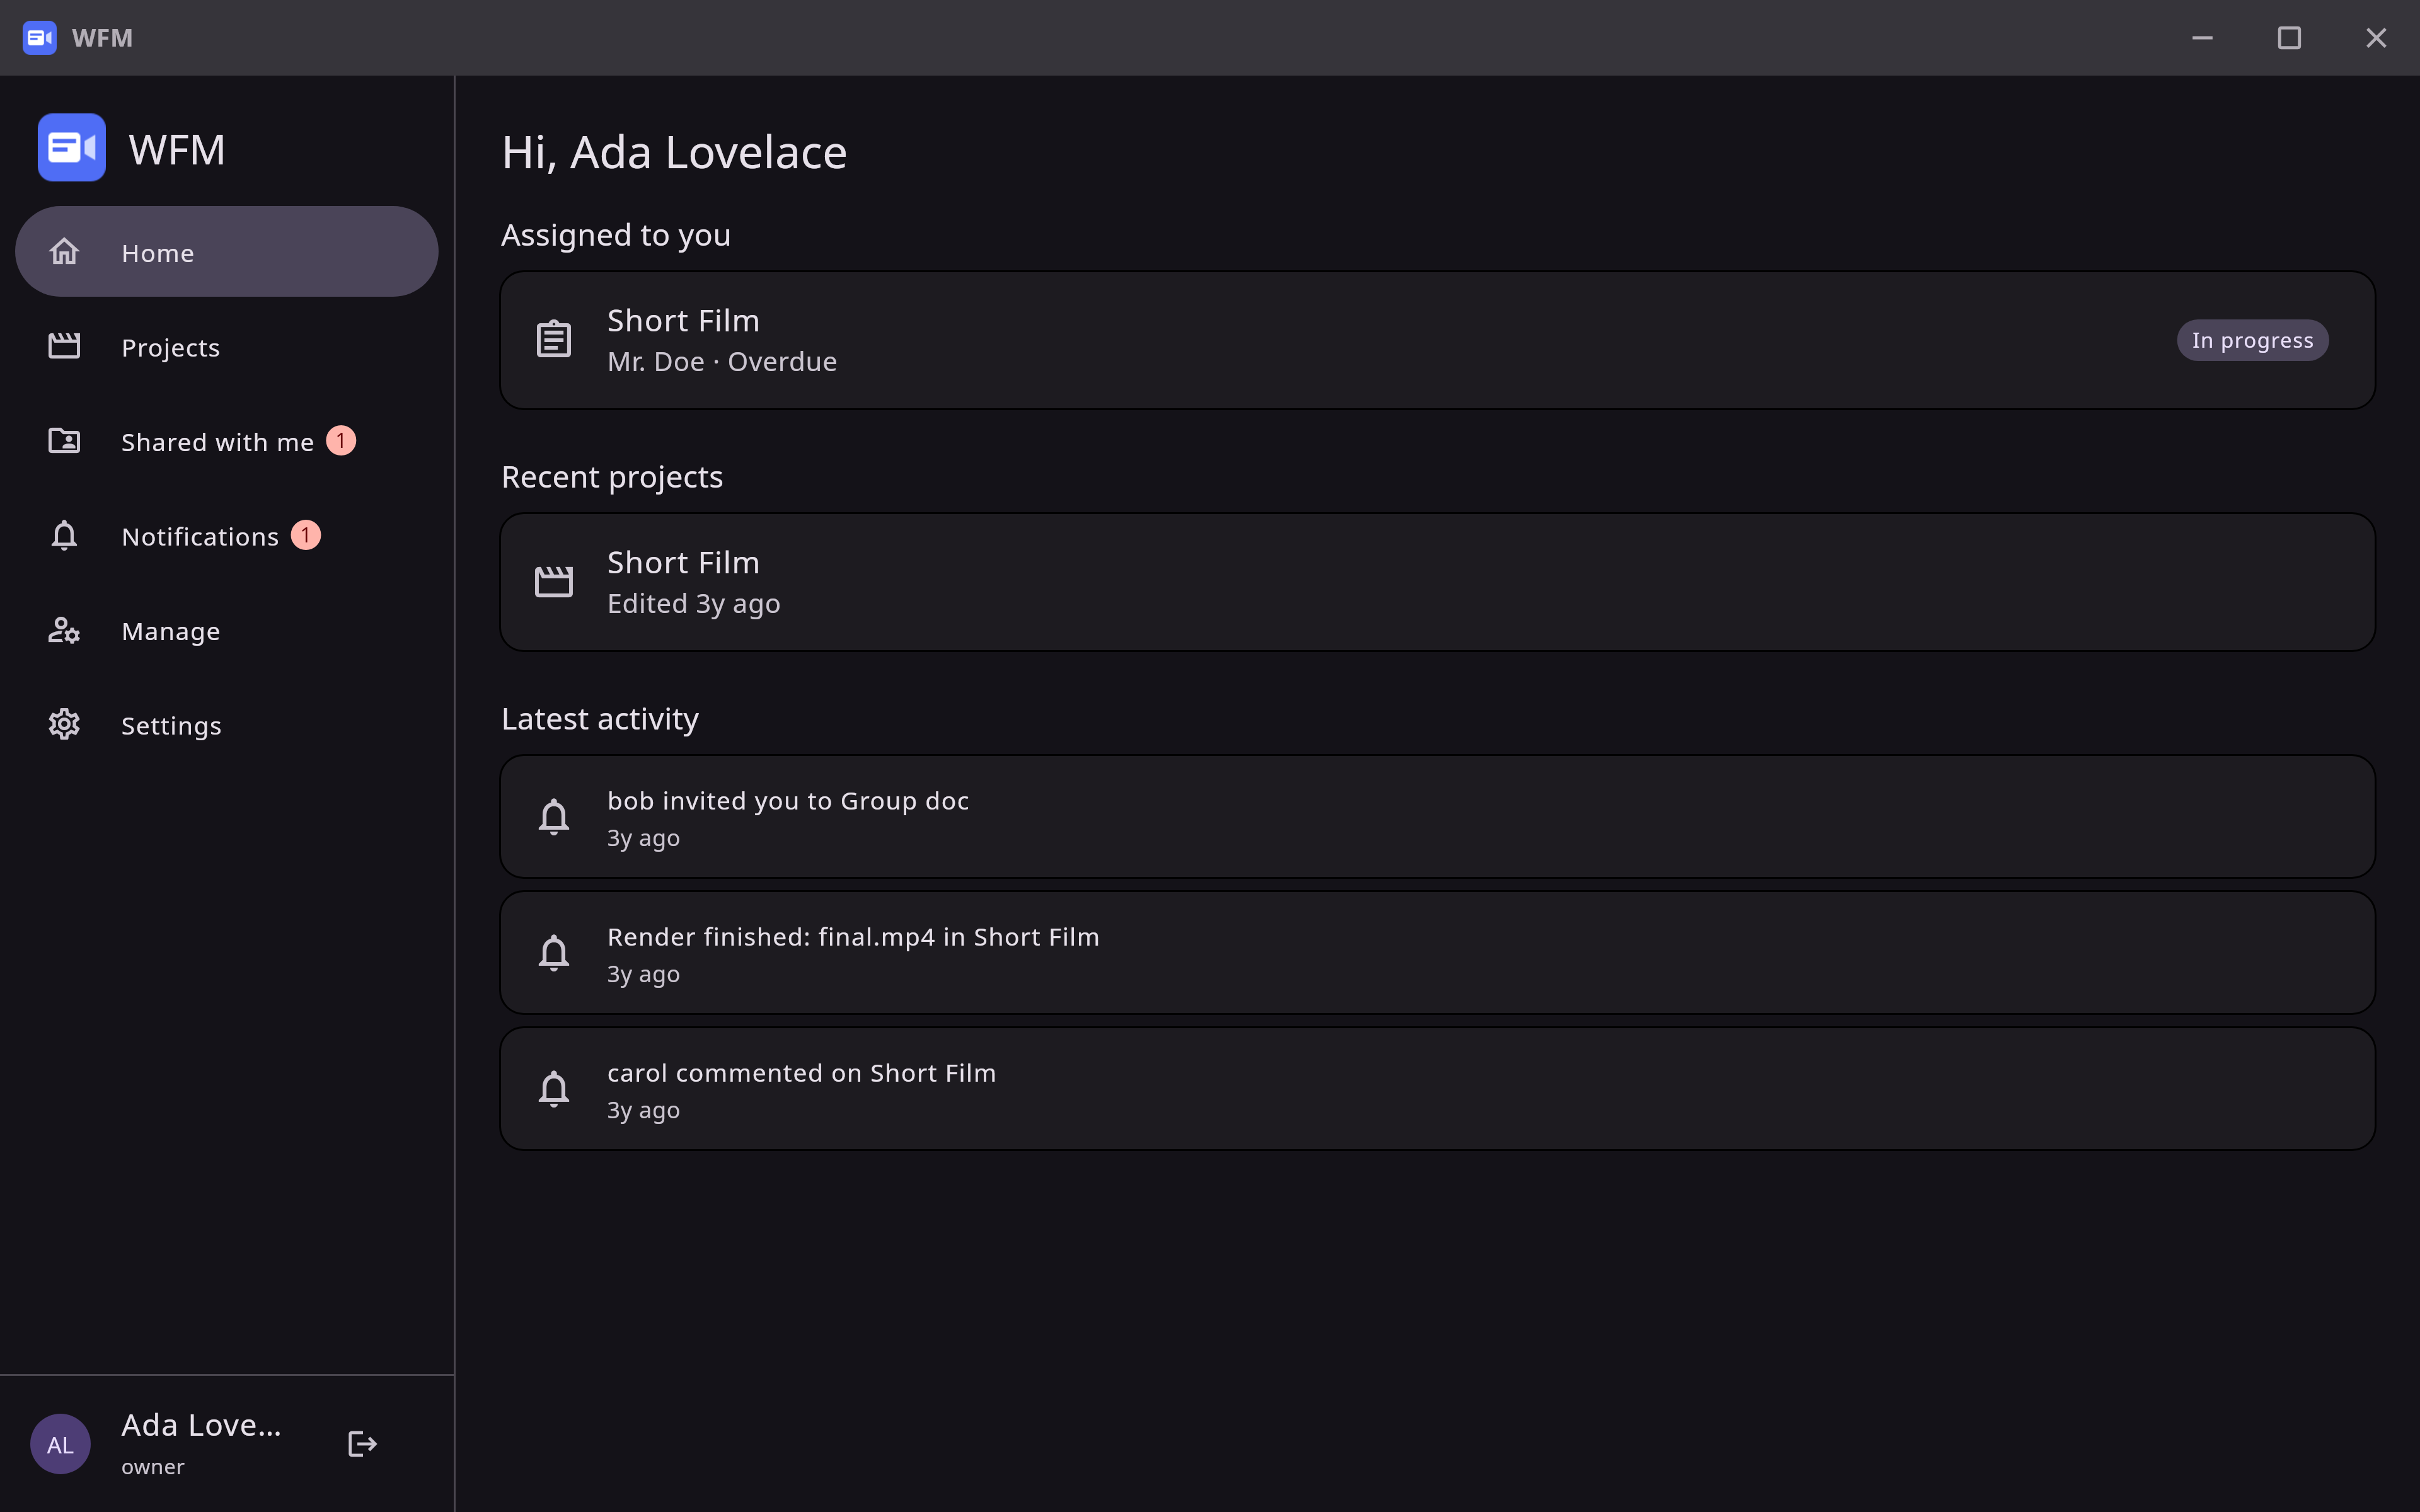 WFM
WFM
Home
Projects
Shared with me 1
Notifications 1
Manage
Settings
Ada Love…
AL
owner
Hi, Ada Lovelace
Assigned to you
Short Film
Mr. Doe · Overdue
In progress
Recent projects
Short Film
Edited 3y ago
Latest activity
bob invited you to Group doc
3y ago
Render finished: final.mp4 in Short Film
3y ago
carol commented on Short Film
3y ago